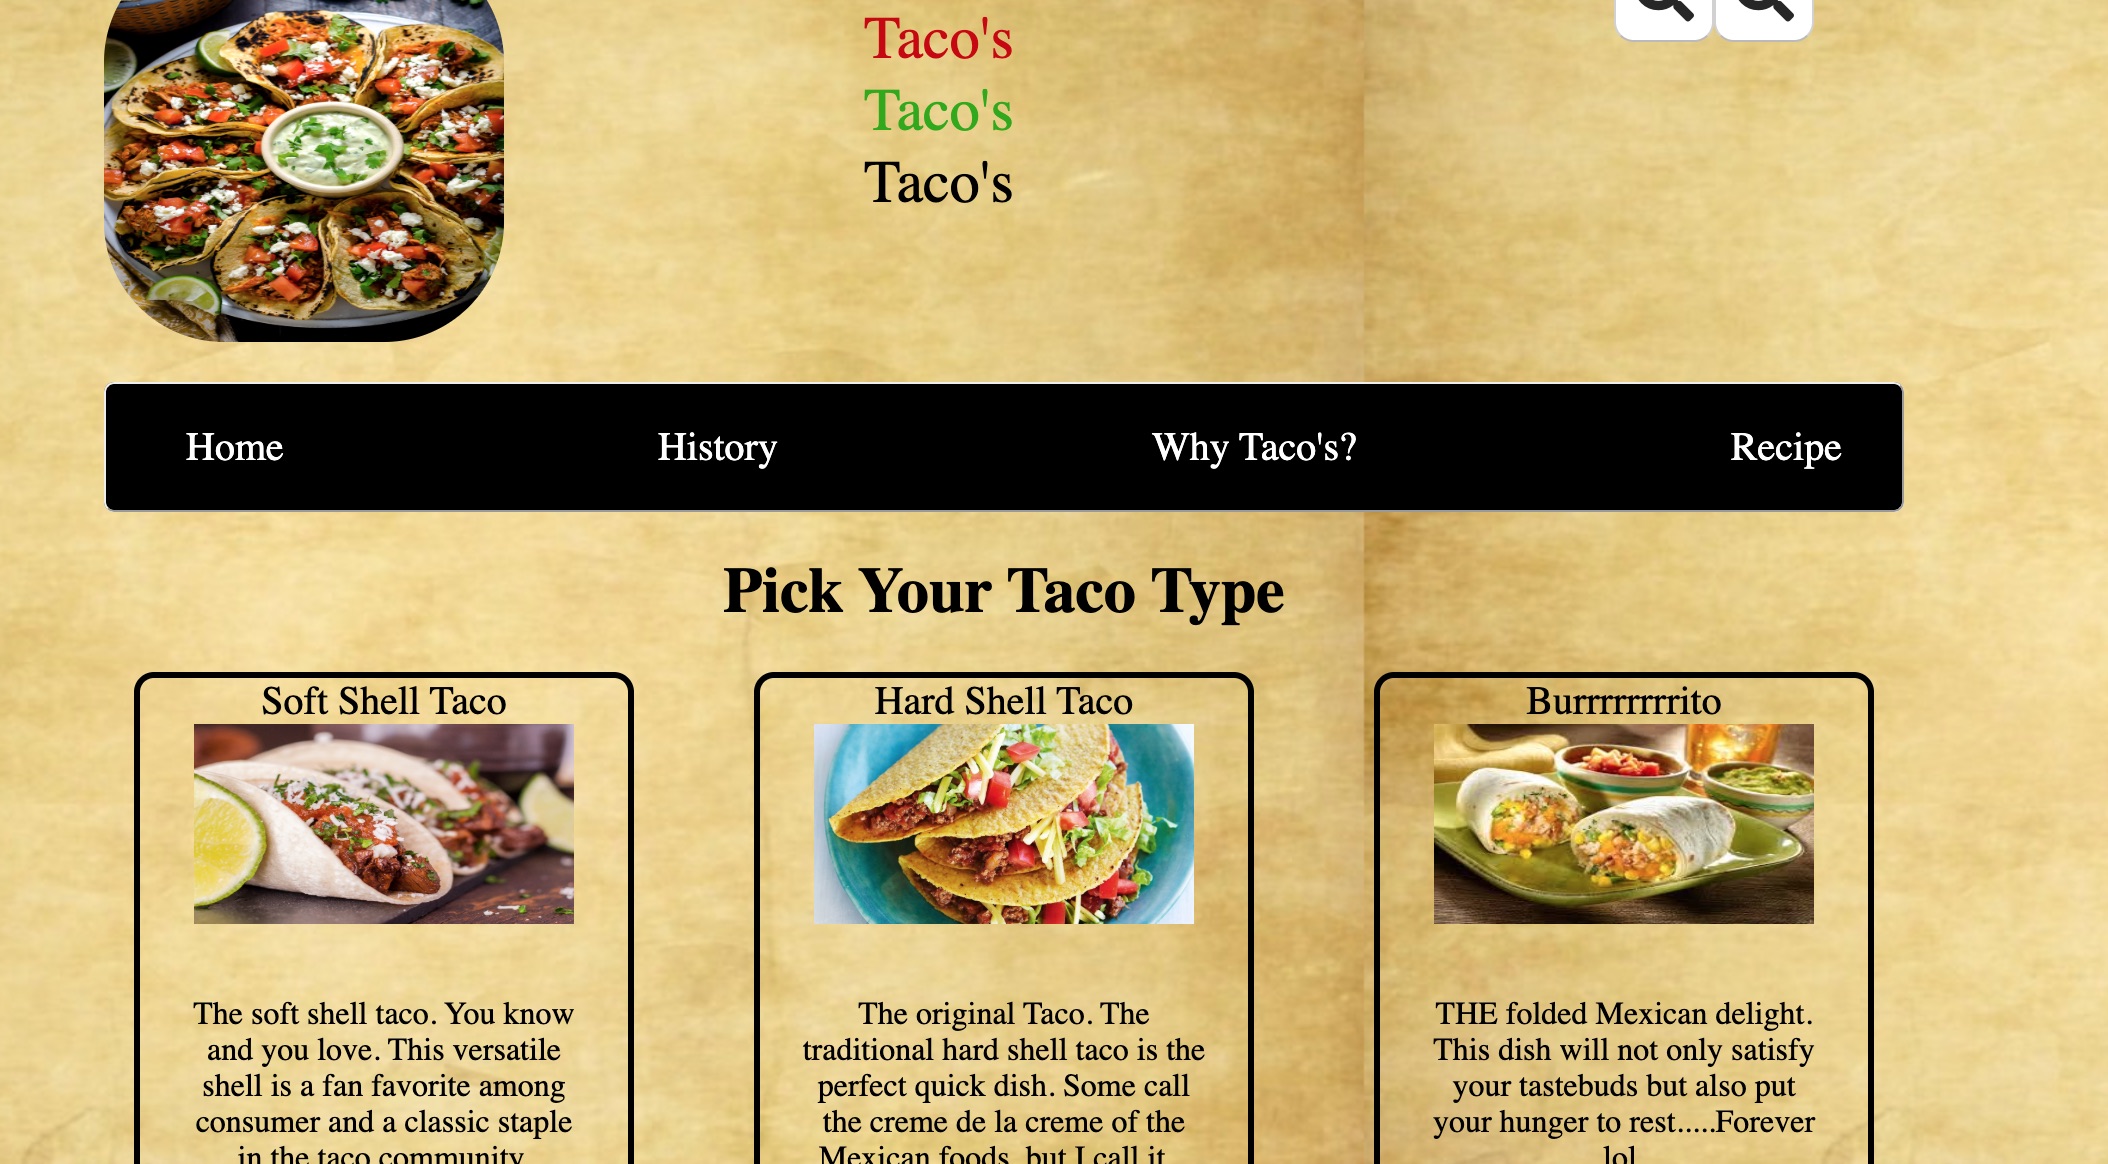 Taco's
Taco's
Taco's
Home
History
Why Taco's?
Recipe
Pick Your Taco Type
Soft Shell Taco
The soft shell taco. You know
and you love. This versatile
shell is a fan favorite among
consumer and a classic staple
in the taco community
Hard Shell Taco
The original Taco. The
traditional hard shell taco is the
perfect quick dish. Some call
the creme de la creme of the
Mexican foods, but I call it
Burrrrrrrrito
THE folded Mexican delight.
This dish will not only satisfy
your tastebuds but also put
your hunger to rest.....Forever
lol